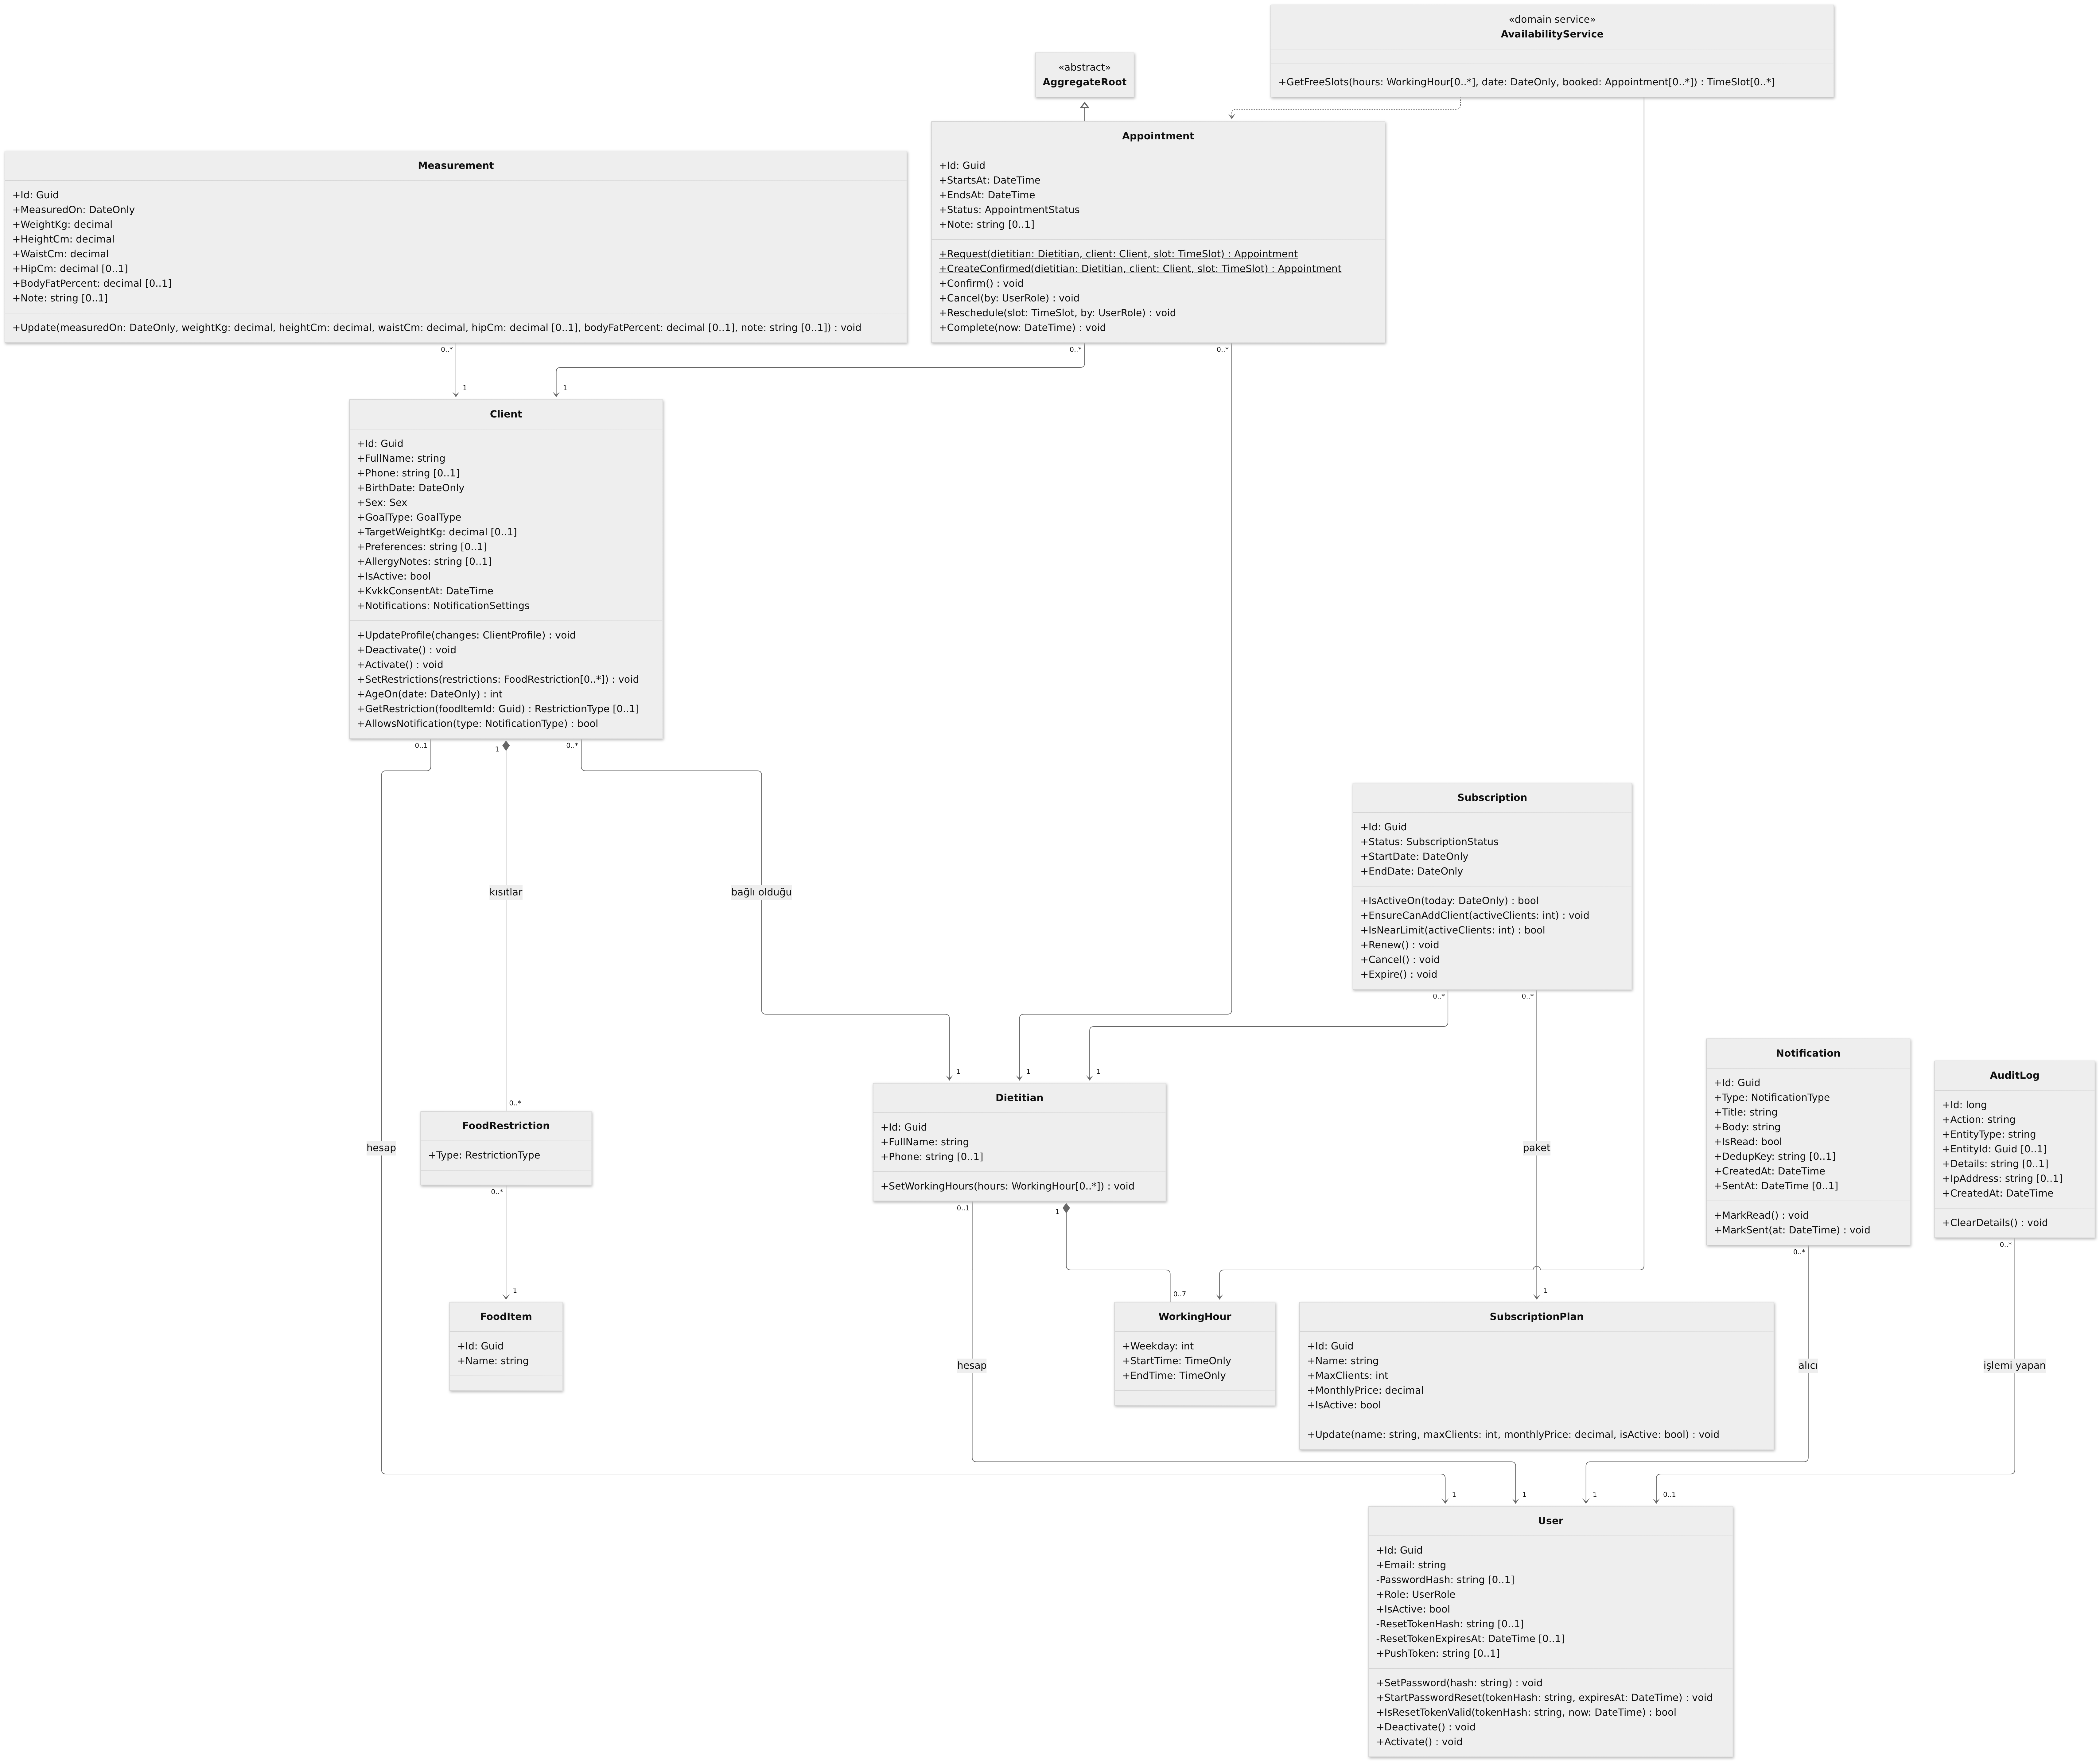 «domain service»
AvailabilityService
+GetFreeSlots(hours: WorkingHour[0..*], date: DateOnly, booked: Appointment[0..*]) : TimeSlot[0..*]
«abstract»
AggregateRoot
Appointment
+Id: Guid
+StartsAt: DateTime
+EndsAt: DateTime
+Status: AppointmentStatus
+Note: string [0..1]
+Request(dietitian: Dietitian, client: Client, slot: TimeSlot) : Appointment
+CreateConfirmed(dietitian: Dietitian, client: Client, slot: TimeSlot) : Appointment
+Confirm() : void
+Cancel(by: UserRole) : void
+Reschedule(slot: TimeSlot, by: UserRole) : void
+Complete(now: DateTime) : void
Measurement
+Id: Guid
+MeasuredOn: DateOnly
+WeightKg: decimal
+HeightCm: decimal
+WaistCm: decimal
+HipCm: decimal [0..1]
+BodyFatPercent: decimal [0..1]
+Note: string [0..1]
+Update(measuredOn: DateOnly, weightKg: decimal, heightCm: decimal, waistCm: decimal, hipCm: decimal [0..1], bodyFatPercent: decimal [0..1], note: string [0..1]) : void
0..*
0..*
0..*
1
1
Client
+Id: Guid
+FullName: string
+Phone: string [0..1]
+BirthDate: DateOnly
+Sex: Sex
+GoalType: GoalType
+TargetWeightKg: decimal [0..1]
+Preferences: string [0..1]
+AllergyNotes: string [0..1]
+IsActive: bool
+KvkkConsentAt: DateTime
+Notifications: NotificationSettings
+UpdateProfile(changes: ClientProfile) : void
+Deactivate() : void
+Activate() : void
+SetRestrictions(restrictions: FoodRestriction[0..*]) : void
+AgeOn(date: DateOnly) : int
+GetRestriction(foodItemId: Guid) : RestrictionType [0..1]
+AllowsNotification(type: NotificationType) : bool
0..1
1
0..*
Subscription
+Id: Guid
+Status: SubscriptionStatus
+StartDate: DateOnly
+EndDate: DateOnly
+IsActiveOn(today: DateOnly) : bool
+EnsureCanAddClient(activeClients: int) : void
+IsNearLimit(activeClients: int) : bool
+Renew() : void
+Cancel() : void
+Expire() : void
kısıtlar
bağlı olduğu
0..*
0..*
1
1
1
0..*
Dietitian
+Id: Guid
+FullName: string
+Phone: string [0..1]
+SetWorkingHours(hours: WorkingHour[0..*]) : void
0..1
1
FoodRestriction
+Type: RestrictionType
0..*
hesap
paket
Notification
+Id: Guid
+Type: NotificationType
+Title: string
+Body: string
+IsRead: bool
+DedupKey: string [0..1]
+CreatedAt: DateTime
+SentAt: DateTime [0..1]
+MarkRead() : void
+MarkSent(at: DateTime) : void
0..*
AuditLog
+Id: long
+Action: string
+EntityType: string
+EntityId: Guid [0..1]
+Details: string [0..1]
+IpAddress: string [0..1]
+CreatedAt: DateTime
+ClearDetails() : void
0..*
1
0..7
1
FoodItem
+Id: Guid
+Name: string
hesap
WorkingHour
+Weekday: int
+StartTime: TimeOnly
+EndTime: TimeOnly
SubscriptionPlan
+Id: Guid
+Name: string
+MaxClients: int
+MonthlyPrice: decimal
+IsActive: bool
+Update(name: string, maxClients: int, monthlyPrice: decimal, isActive: bool) : void
alıcı
işlemi yapan
1
1
1
0..1
User
+Id: Guid
+Email: string
-PasswordHash: string [0..1]
+Role: UserRole
+IsActive: bool
-ResetTokenHash: string [0..1]
-ResetTokenExpiresAt: DateTime [0..1]
+PushToken: string [0..1]
+SetPassword(hash: string) : void
+StartPasswordReset(tokenHash: string, expiresAt: DateTime) : void
+IsResetTokenValid(tokenHash: string, now: DateTime) : bool
+Deactivate() : void
+Activate() : void